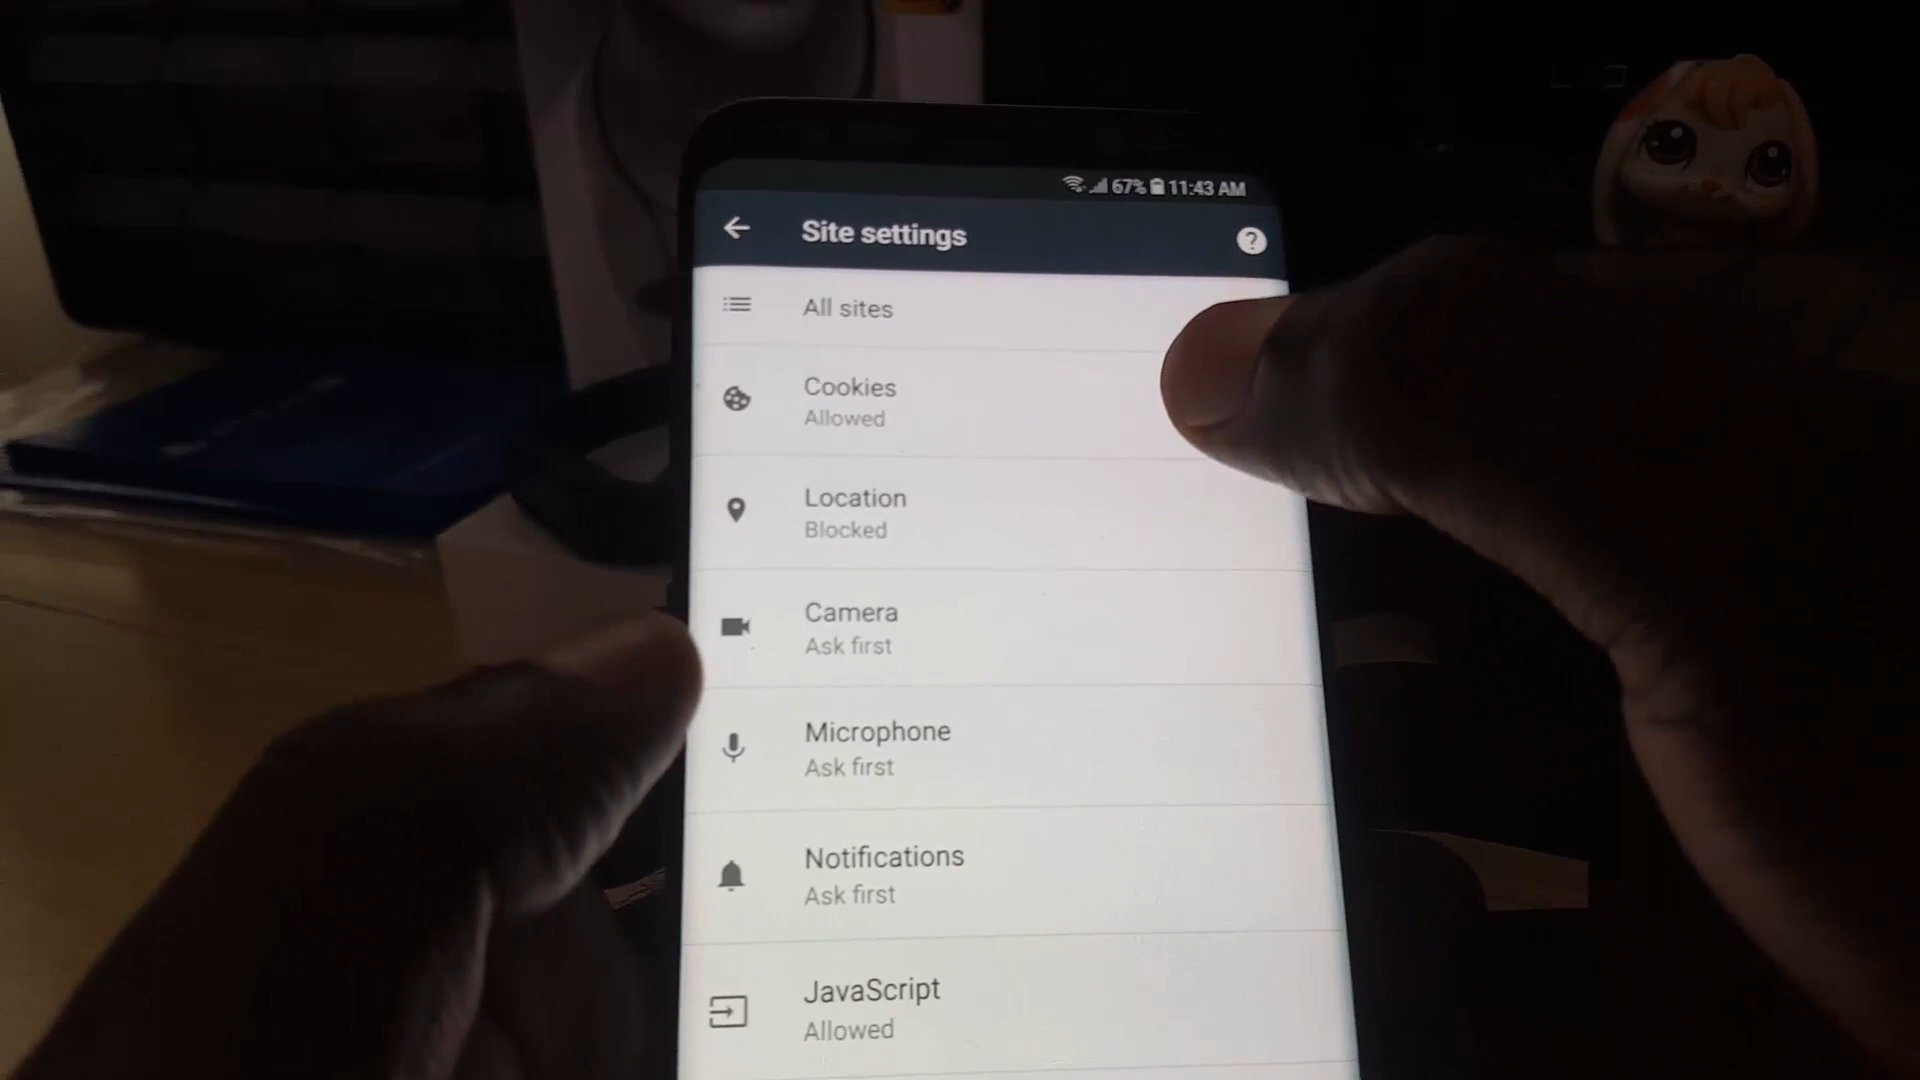 67% 11:43 AM
Site settings
All sites
Cookies
Allowed
Location
Blocked
Camera
Ask first
Microphone
Ask first
Notifications
Ask first
JavaScript
Allowed